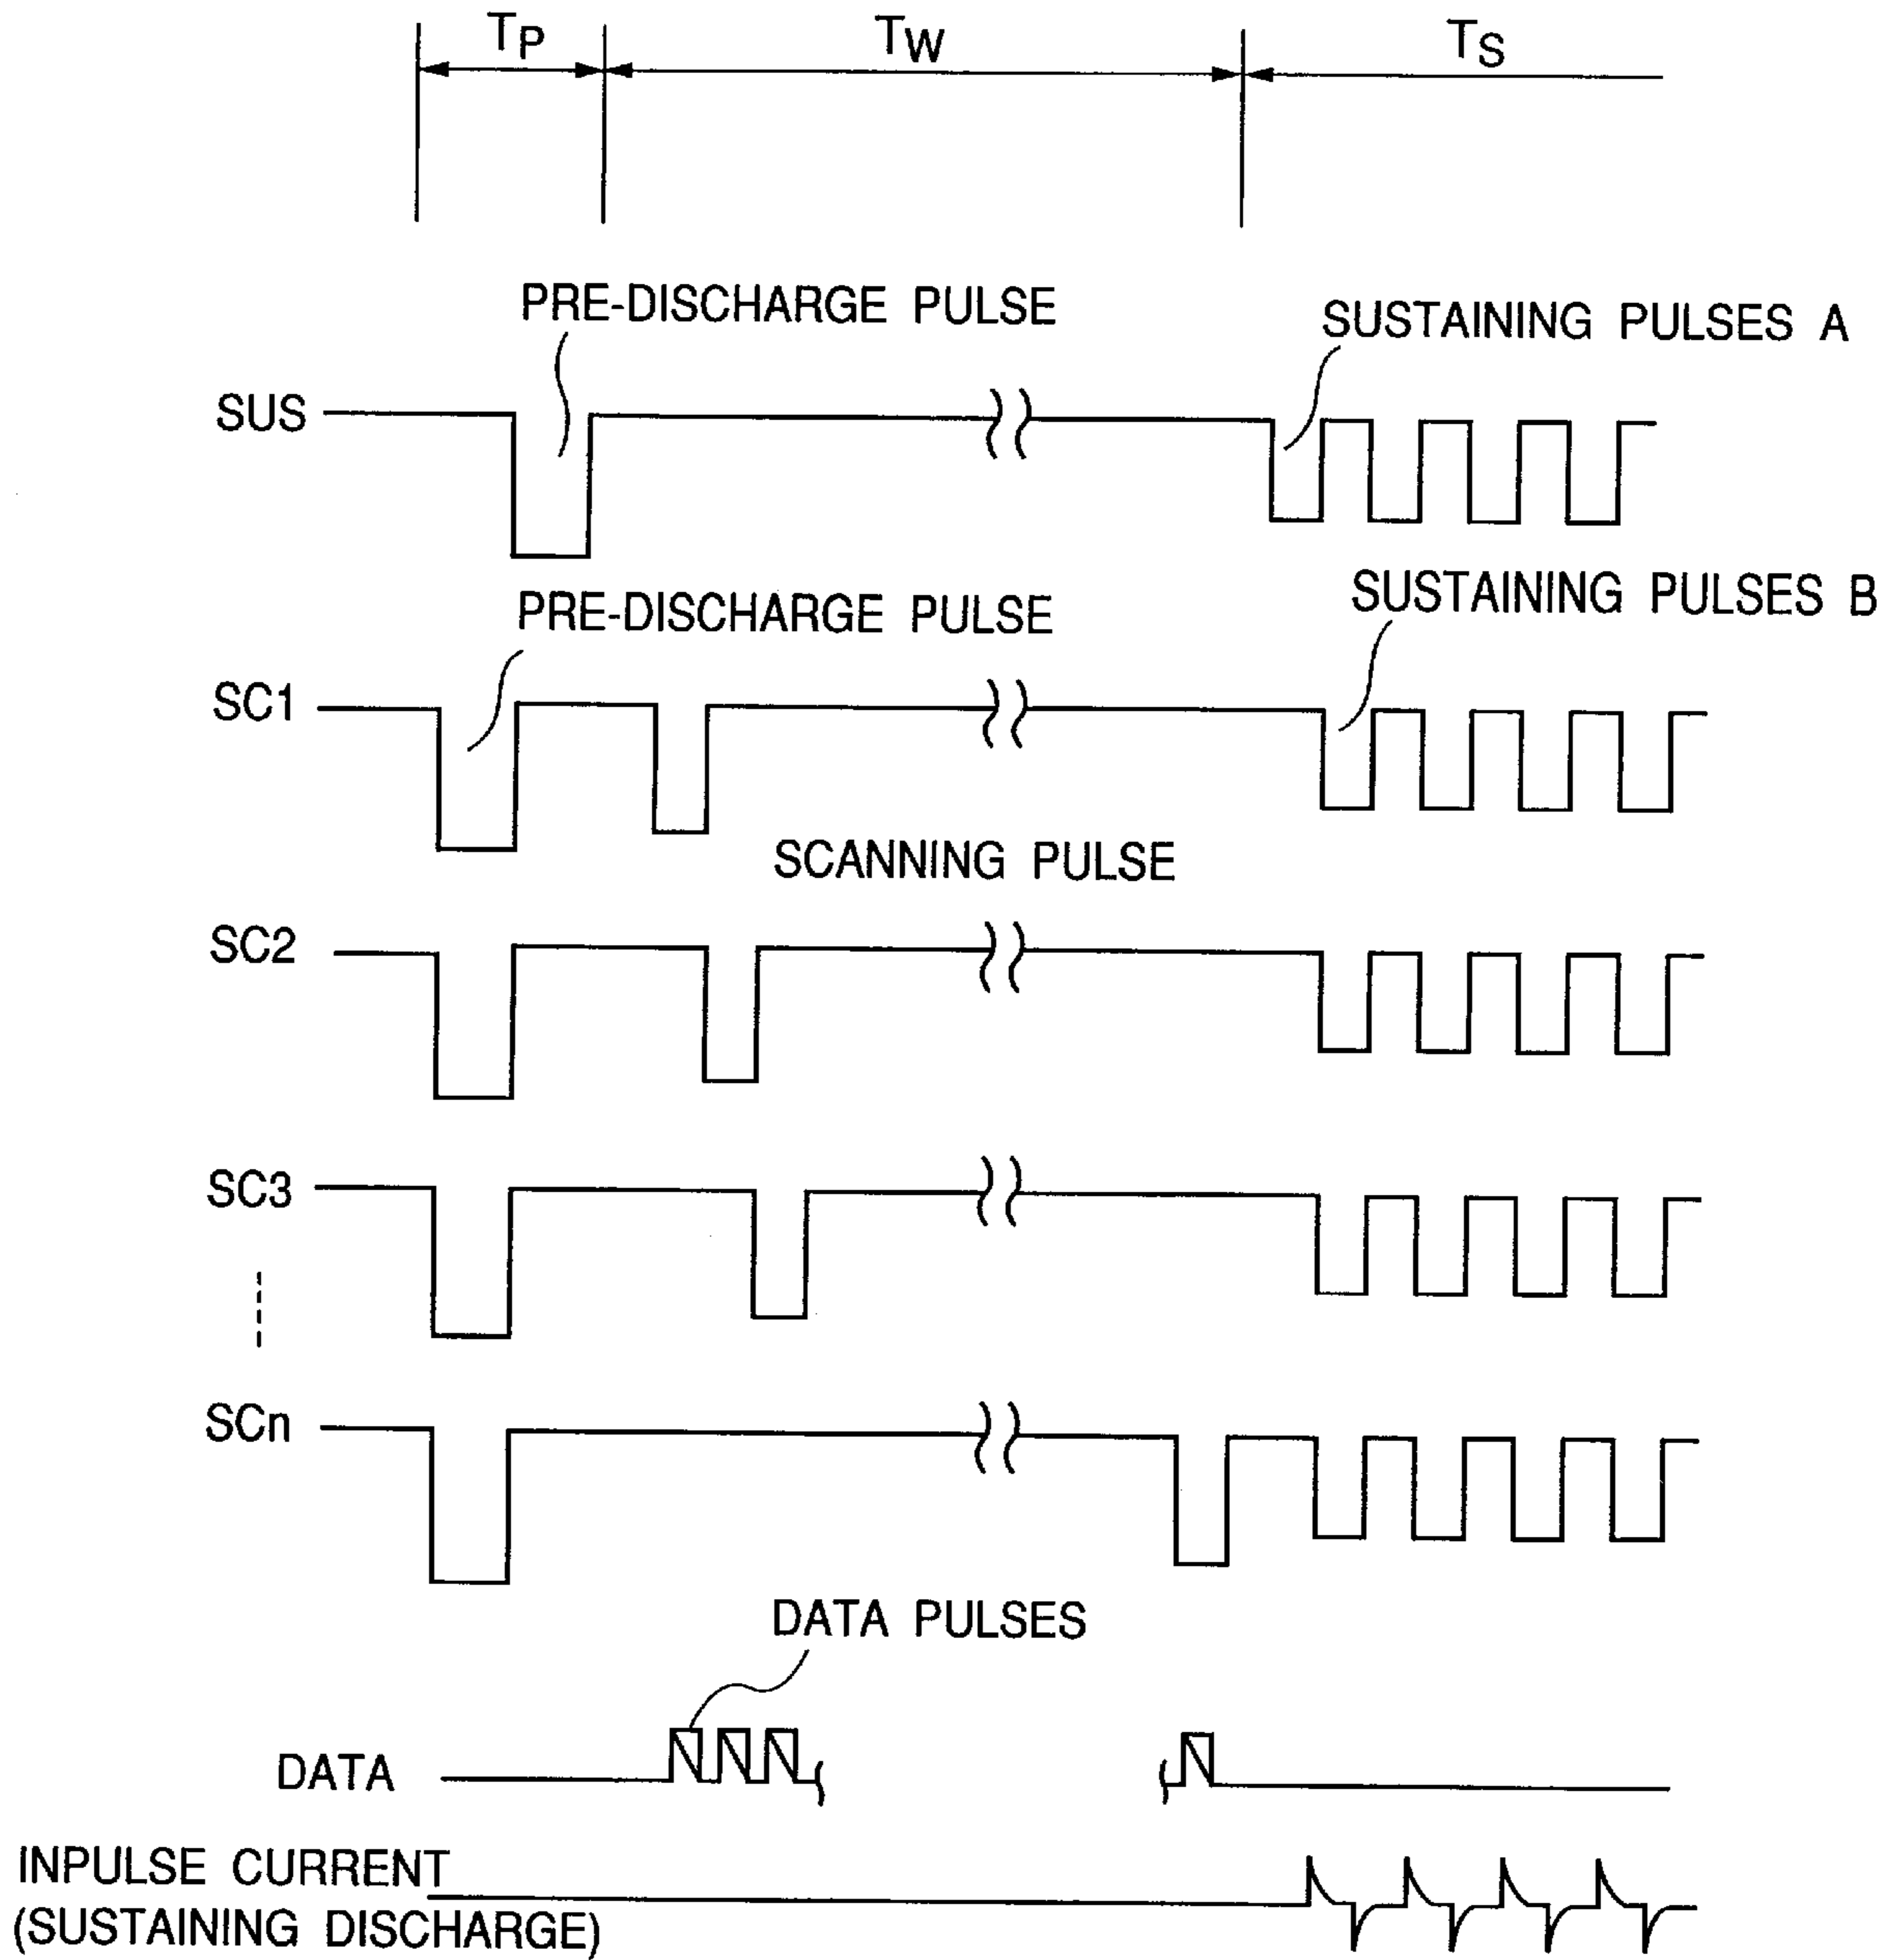 TP TW TS
PRE-DISCHARGE PULSE
SUSTAINING PULSES A
SUS
SUSTAINING PULSES B
PRE-DISCHARGE PULSE
SC1
SCANNING PULSE
SC2
SC3
SCn
DATA PULSES
DATA
INPULSE CURRENT
(SUSTAINING DISCHARGE)